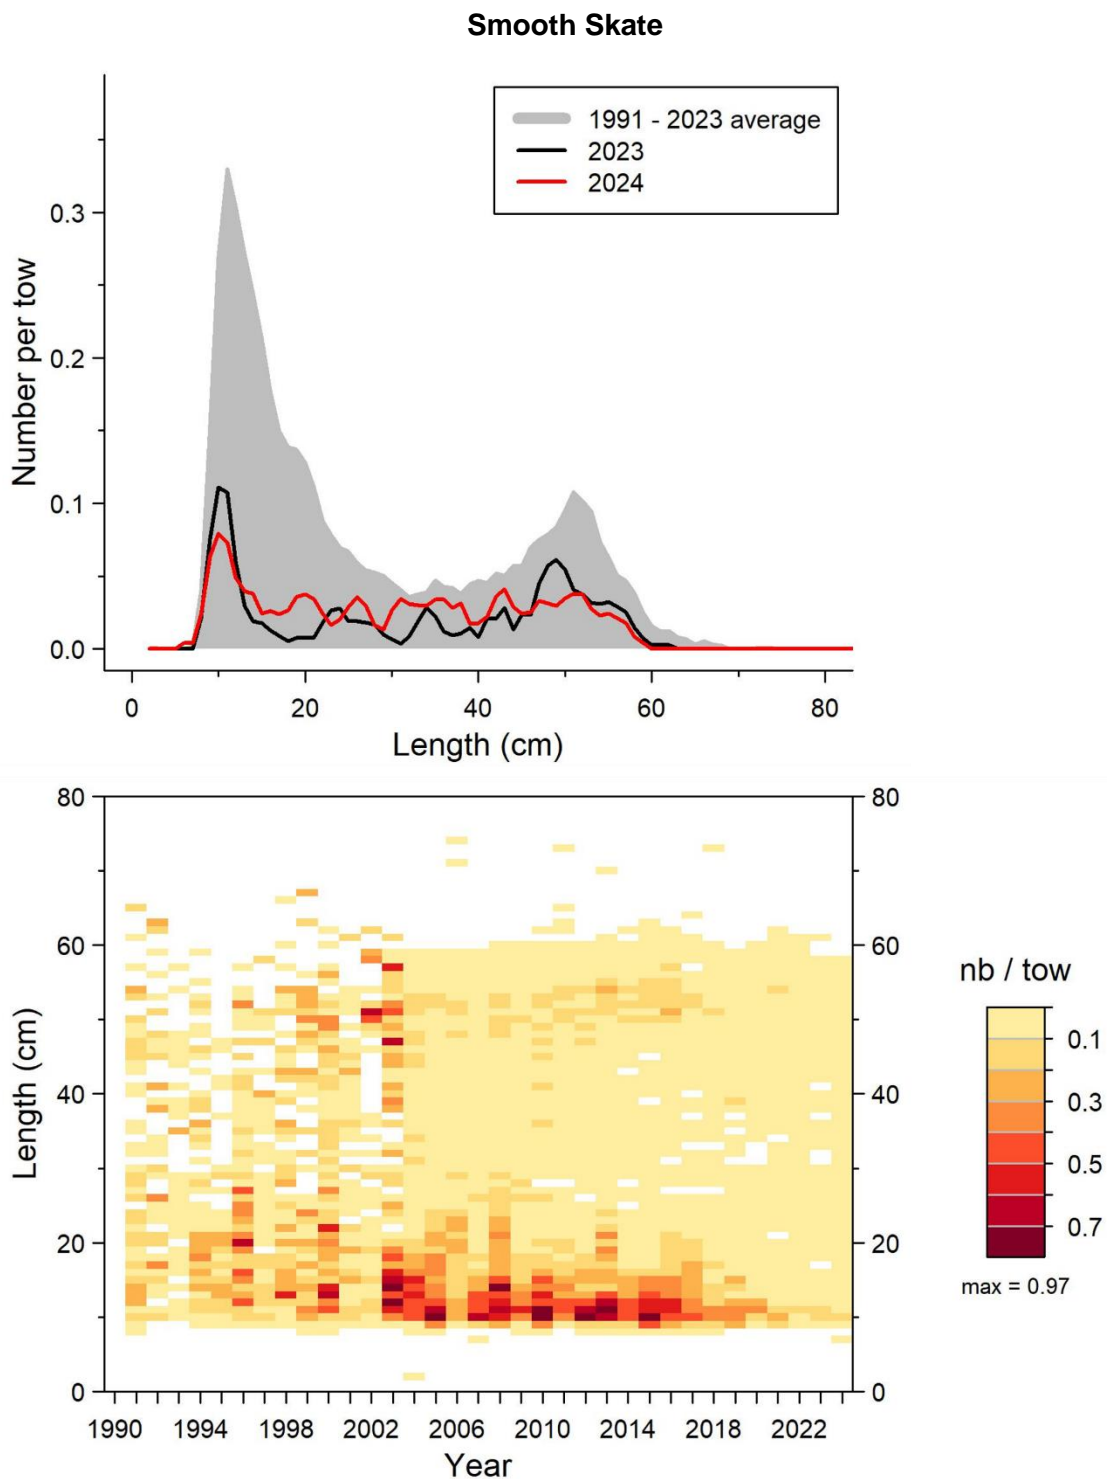 Smooth Skate
1991 - 2023 average
2023
2024
Number per tow
0.3
0.2
0.1
0.0
0 20 40 60 80
Length (cm)
80 80
60 60
40 40
20 20
0 0
Length (cm)
1990 1994 1998 2002 2006 2010 2014 2018 2022
Year
nb / tow
0.1
0.3
0.5
0.7
max = 0.97